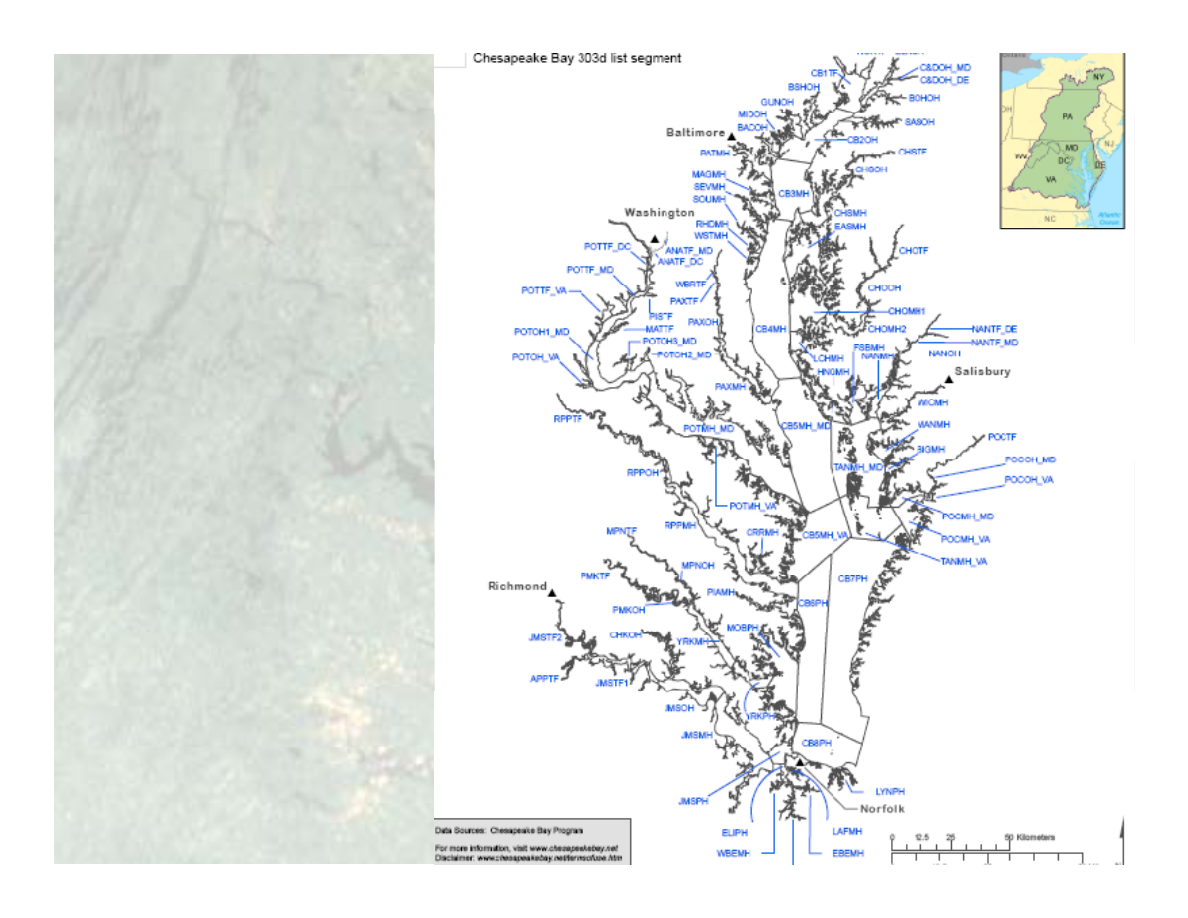 Chesapeake Bay 303d list segment
C&DOH_MD
CB1TF
C&DOH_DE
BSHOH
BOHOH
GUNOH
MIDOH
SASOH
BACOH
Baltimore
CB2OH
PATMH
CHSTF
CHSOH
MAGMH
SEVMH
CB3MH
SOUMH
Washington
CHSMH
RHDMH
EASMH
WSTMH
POTTF_DC
ANATF_MD
CHOTF
ANATF_DC
POTTF_MD
WBRTF
POTTF_VA
CHOOH
PAXTF
PISTF
CHOMH1
PAXOH
MATTF
CB4MH
CHOMH2
NANTF_DE
POTOH1_MD
POTOH3_MD
NANTF_MD
FSBMH
POTOH_VA
POTOH2_MD
NANOH
LCHMH
NANMH
HNGMH
Salisbury
PAXMH
WICMH
RPPTF
POTMH_MD
CB5MH_MD
MANMH
POCTF
BIGMH
POCOH_MD
RPPOH
TANMH_MD
POCOH_VA
POTMH_VA
POCMH_MD
RPPMH
MPNTF
CRRMH
CB5MH_VA
POCMH_VA
TANMH_VA
MPNOH
PMKTF
CB7PH
Richmond
PIAMH
CB6PH
PMKOH
MOBPH
JMSTF2
CHKOH
YRKMH
APPTF
JMSTF1
JMSOH
YRKPH
JMSMH
CB8PH
LYNPH
JMSPH
Norfolk
ELIPH
LAFMH
WBEMH
EBEMH
NY
PA
OH
NJ
MD
WV
DC
DE
VA
NC
Atlantic
Ocean
Data Sources: Chesapeake Bay Program
For more information, visit www.chesapeakebay.net
Disclaimer: www.chesapeakebay.net/termsofuse.htm
0 12.5 25 50 Kilometers